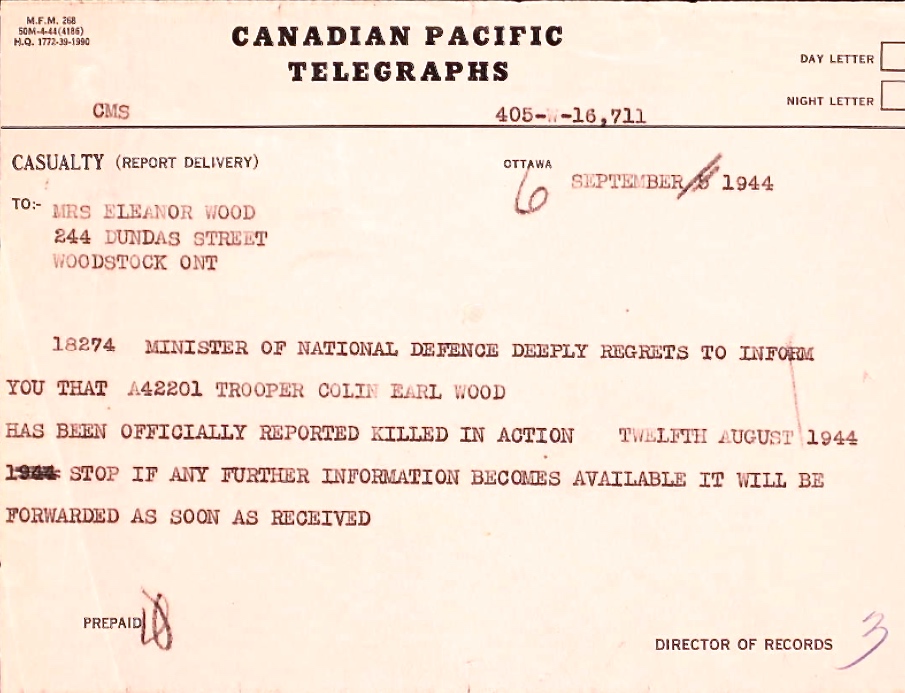 M.F.M. 268
50M-4-44(4186)
H.Q. 1772-39-1990
CANADIAN PACIFIC
TELEGRAPHS
DAY LETTER
NIGHT LETTER
CMS
405-W-16,711
CASUALTY (REPORT DELIVERY)
OTTAWA
6 SEPTEMBER 5 1944
TO:- MRS ELEANOR WOOD
244 DUNDAS STREET
WOODSTOCK ONT
18274 MINISTER OF NATIONAL DEFENCE DEEPLY REGRETS TO INFORM
YOU THAT A42201 TROOPER COLIN EARL WOOD
HAS BEEN OFFICIALLY REPORTED KILLED IN ACTION TWELFTH AUGUST 1944
1944 STOP IF ANY FURTHER INFORMATION BECOMES AVAILABLE IT WILL BE
FORWARDED AS SOON AS RECEIVED
PREPAID
DIRECTOR OF RECORDS 3